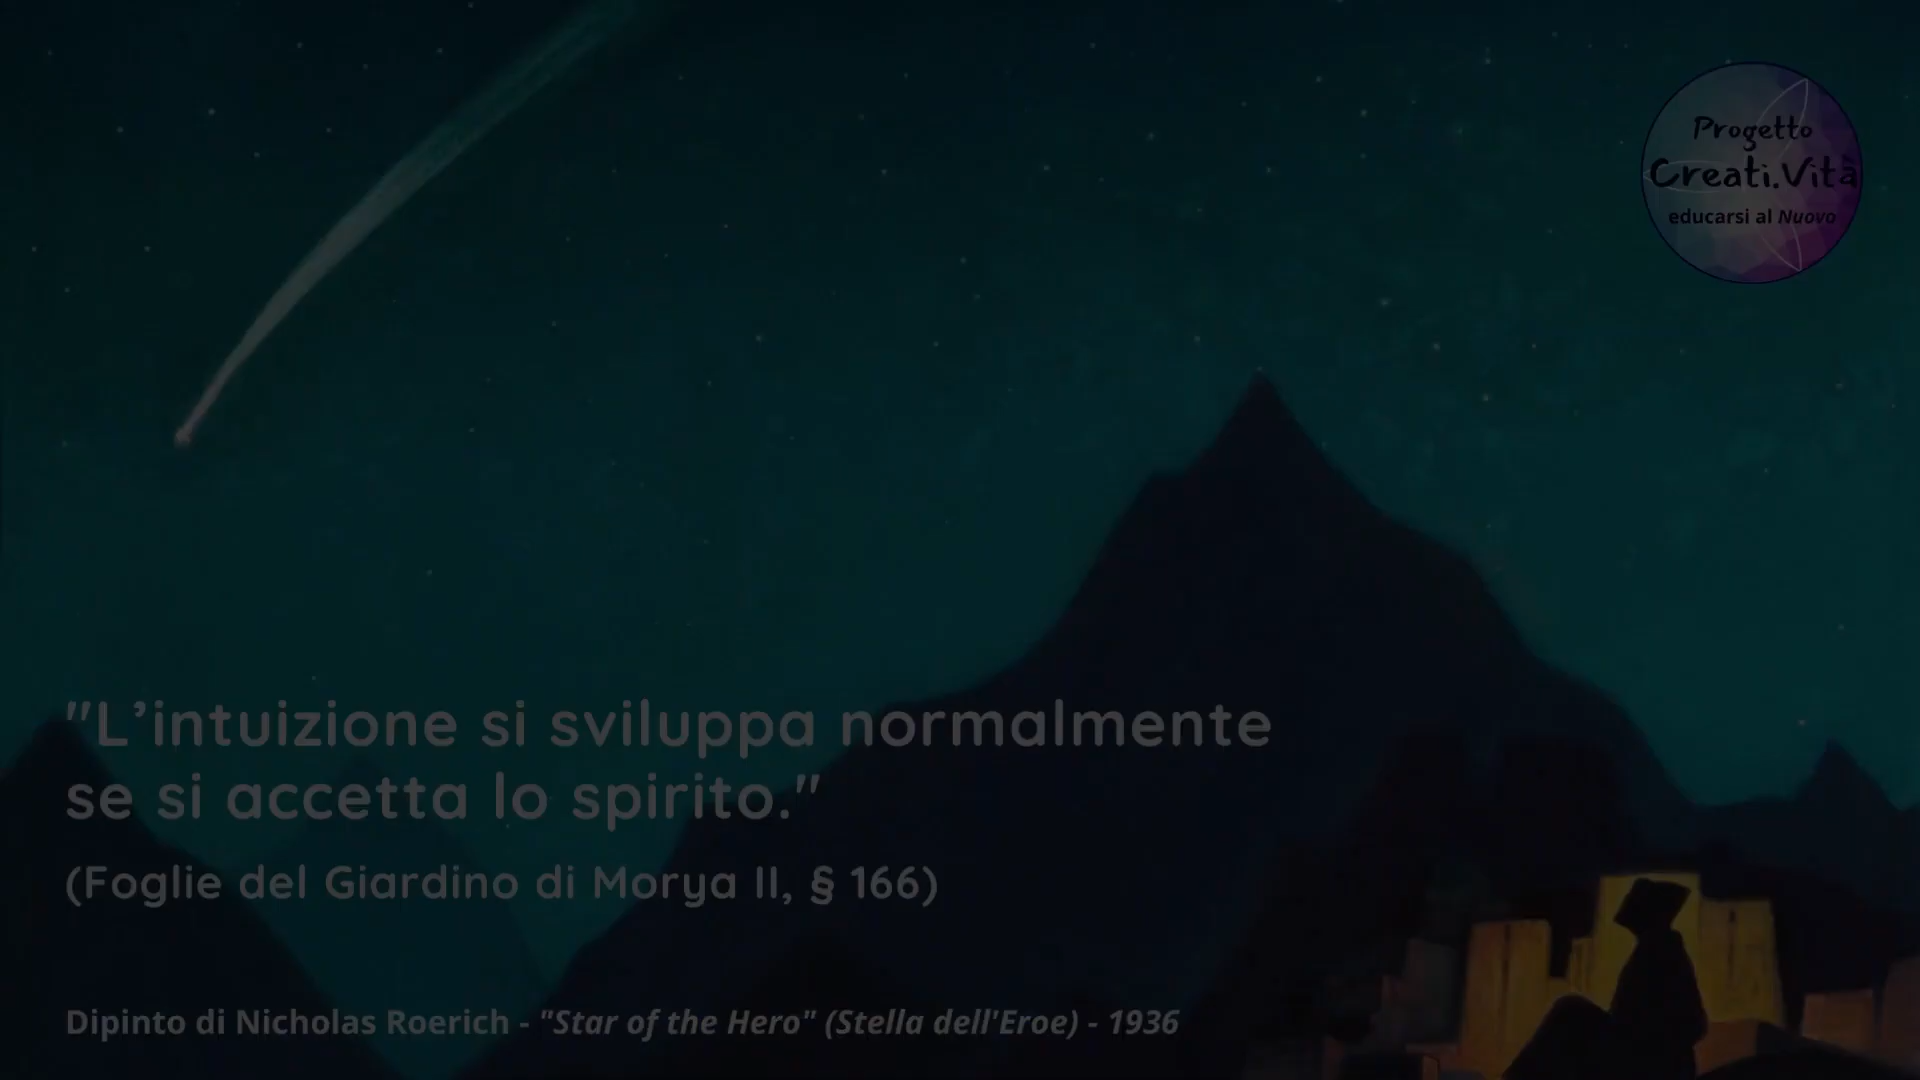 Progetto
Creati.Vità
educarsi al Nuovo
"L’intuizione si sviluppa normalmente
se si accetta lo spirito."
(Foglie del Giardino di Morya II, § 166)
Dipinto di Nicholas Roerich - "Star of the Hero" (Stella dell'Eroe) - 1936